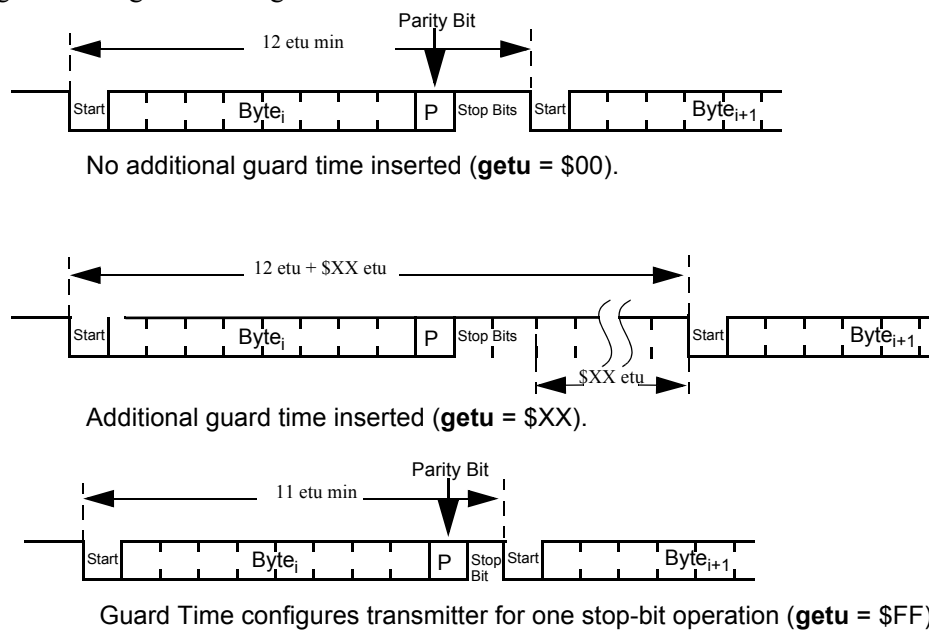 Parity Bit
12 etu min
Start Byte_i P Stop Bits Start Byte_i+1
No additional guard time inserted (getu = $00).
12 etu + $XX etu
Start Byte_i P Stop Bits Start Byte_i+1
$XX etu
Additional guard time inserted (getu = $XX).
Parity Bit
11 etu min
Start Byte_i P Stop Bit Start Byte_i+1
Guard Time configures transmitter for one stop-bit operation (getu = $FF)